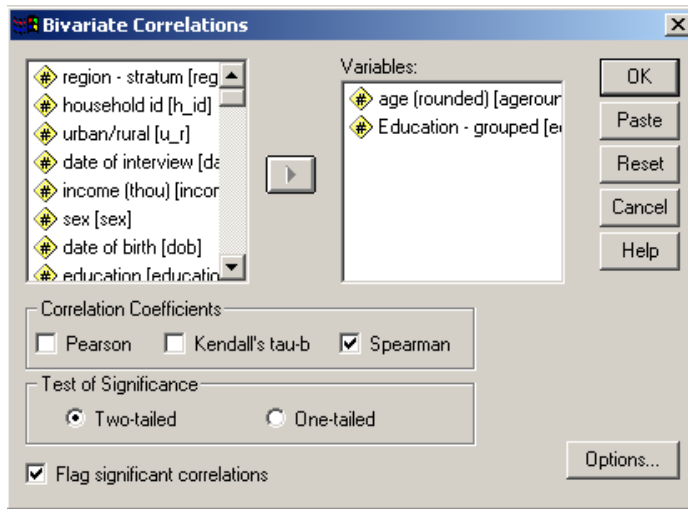 Bivariate Correlations
region - stratum [reg
household id [h_id]
urban/rural [u_r]
date of interview [da
income (thou) [incor
sex [sex]
date of birth [dob]
education [educatio
Variables:
age (rounded) [ageroun
Education - grouped [e
OK
Paste
Reset
Cancel
Help
Correlation Coefficients
Pearson
Kendall's tau-b
Spearman
Test of Significance
Two-tailed
One-tailed
Flag significant correlations
Options...